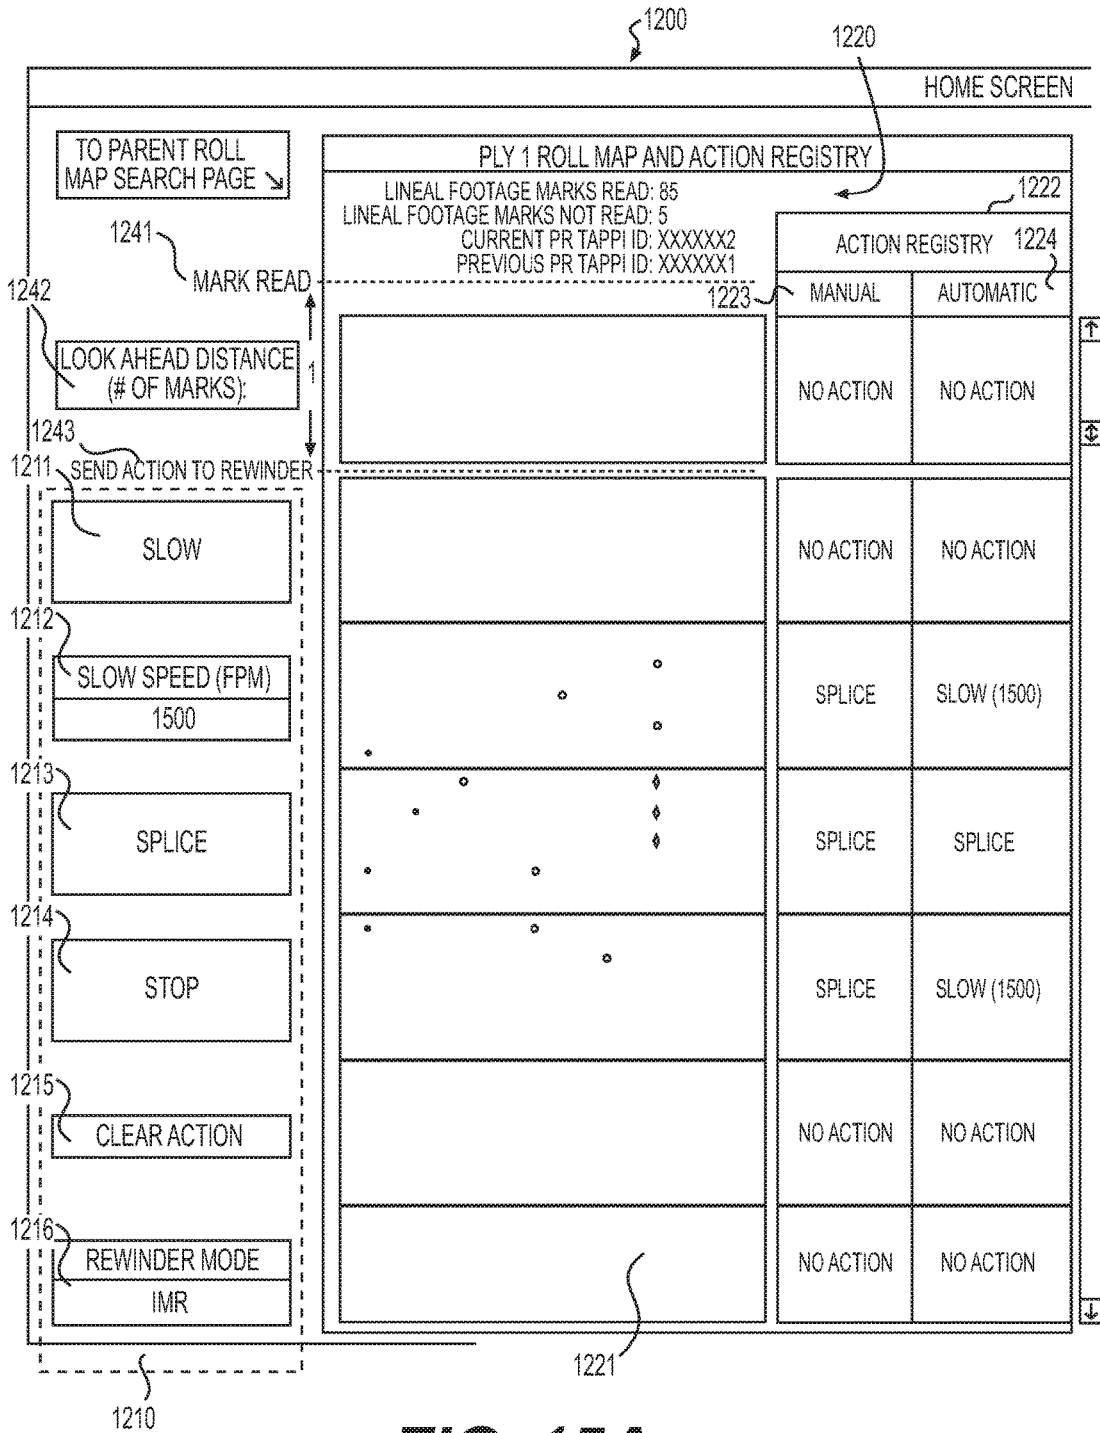 1200
1220
HOME SCREEN
TO PARENT ROLL
MAP SEARCH PAGE
PLY 1 ROLL MAP AND ACTION REGISTRY
LINEAL FOOTAGE MARKS READ: 85
LINEAL FOOTAGE MARKS NOT READ: 5
CURRENT PR TAPPI ID: XXXXXX2
PREVIOUS PR TAPPI ID: XXXXXX1
1222
ACTION REGISTRY
1224
1241
MARK READ
1223
MANUAL
AUTOMATIC
1242
LOOK AHEAD DISTANCE
(# OF MARKS):
1
NO ACTION
NO ACTION
1243
SEND ACTION TO REWINDER
1211
SLOW
NO ACTION
NO ACTION
1212
SLOW SPEED (FPM)
1500
SPLICE
SLOW (1500)
1213
SPLICE
SPLICE
SPLICE
1214
STOP
SPLICE
SLOW (1500)
1215
CLEAR ACTION
NO ACTION
NO ACTION
1216
REWINDER MODE
IMR
NO ACTION
NO ACTION
1221
1210